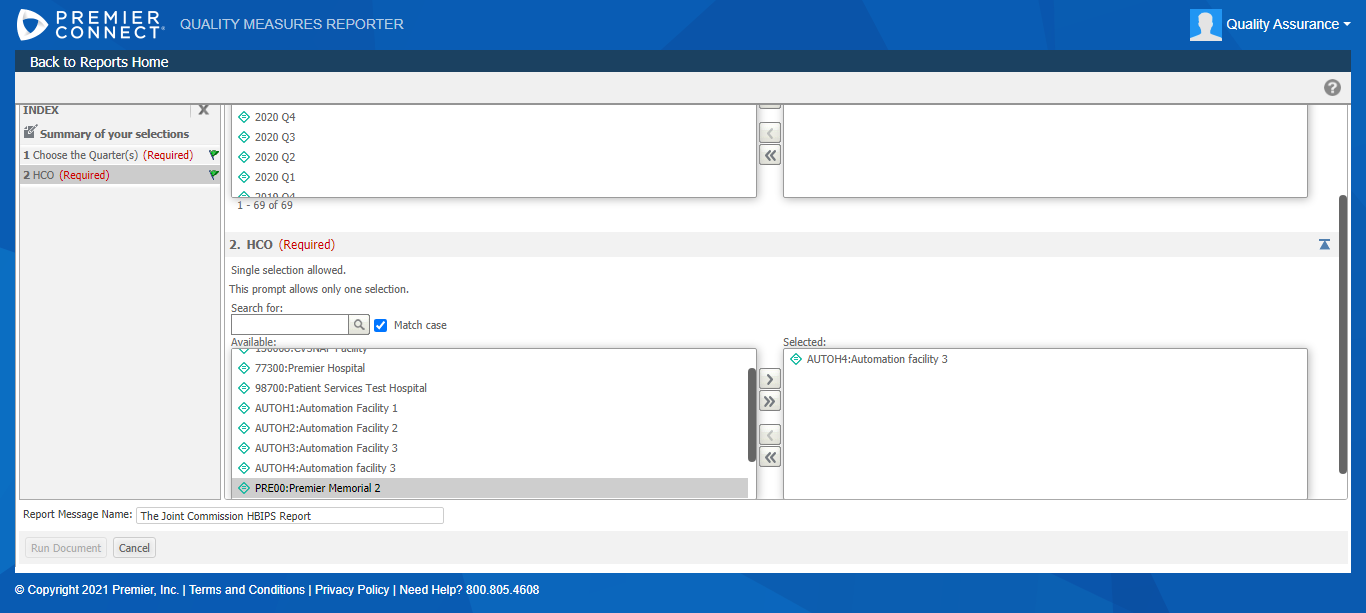 PREMIER
CONNECT® QUALITY MEASURES REPORTER
Quality Assurance
Back to Reports Home
?
INDEX X
Summary of your selections
1 Choose the Quarter(s) (Required)
2 HCO (Required)
2020 Q4
2020 Q3
2020 Q2
2020 Q1
2019 Q4
1 - 69 of 69
2. HCO (Required)
Single selection allowed.
This prompt allows only one selection.
Search for:
Match case
Available:
77300:Premier Hospital
98700:Patient Services Test Hospital
AUTOH1:Automation Facility 1
AUTOH2:Automation Facility 2
AUTOH3:Automation Facility 3
AUTOH4:Automation facility 3
PRE00:Premier Memorial 2
Selected:
AUTOH4:Automation facility 3
Report Message Name: The Joint Commission HBIPS Report
Run Document Cancel
© Copyright 2021 Premier, Inc. | Terms and Conditions | Privacy Policy | Need Help? 800.805.4608